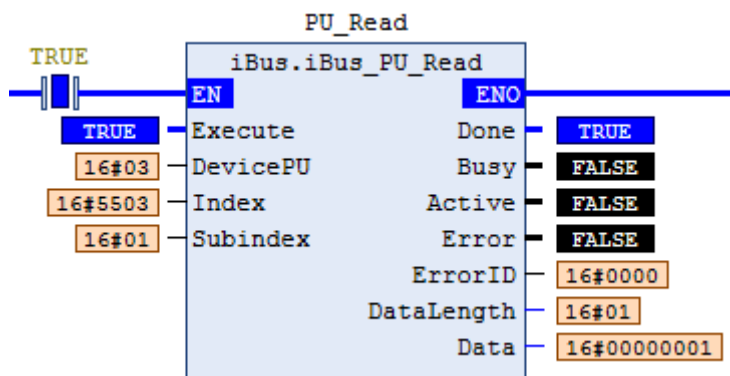 PU_Read
TRUE
iBus.iBus_PU_Read
EN ENO
TRUE Execute Done TRUE
16#03 DevicePU Busy FALSE
16#5503 Index Active FALSE
16#01 Subindex Error FALSE
ErrorID 16#0000
DataLength 16#01
Data 16#00000001